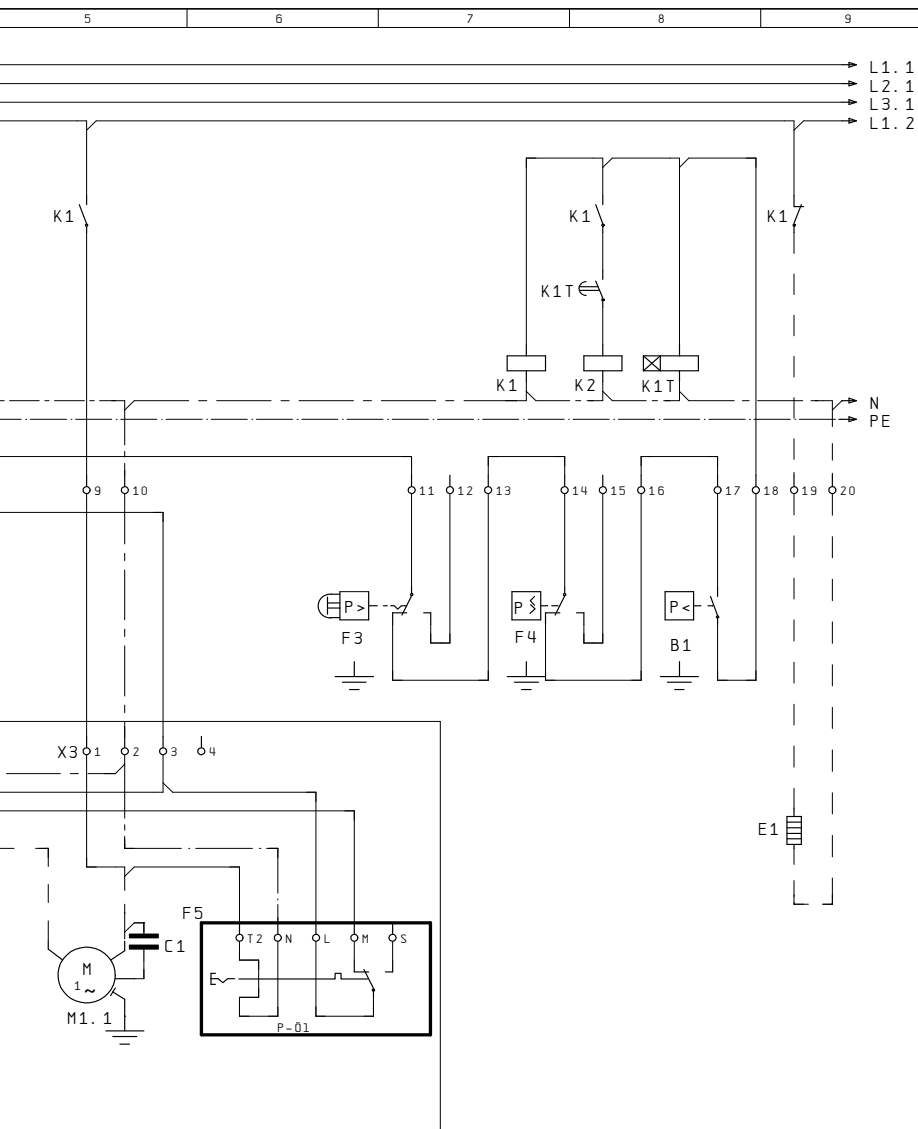 5 6 7 8 9
L1.1
L2.1
L3.1
L1.2
K1 K1 K1
K1T
K1 K2 K1T
N
PE
9 10 11 12 13 14 15 16 17 18 19 20
P> P P<
F3 F4 B1
X3 1 2 3 4
E1
F5
T2 N L M S
C1
M
1~
M1.1
P-Öl